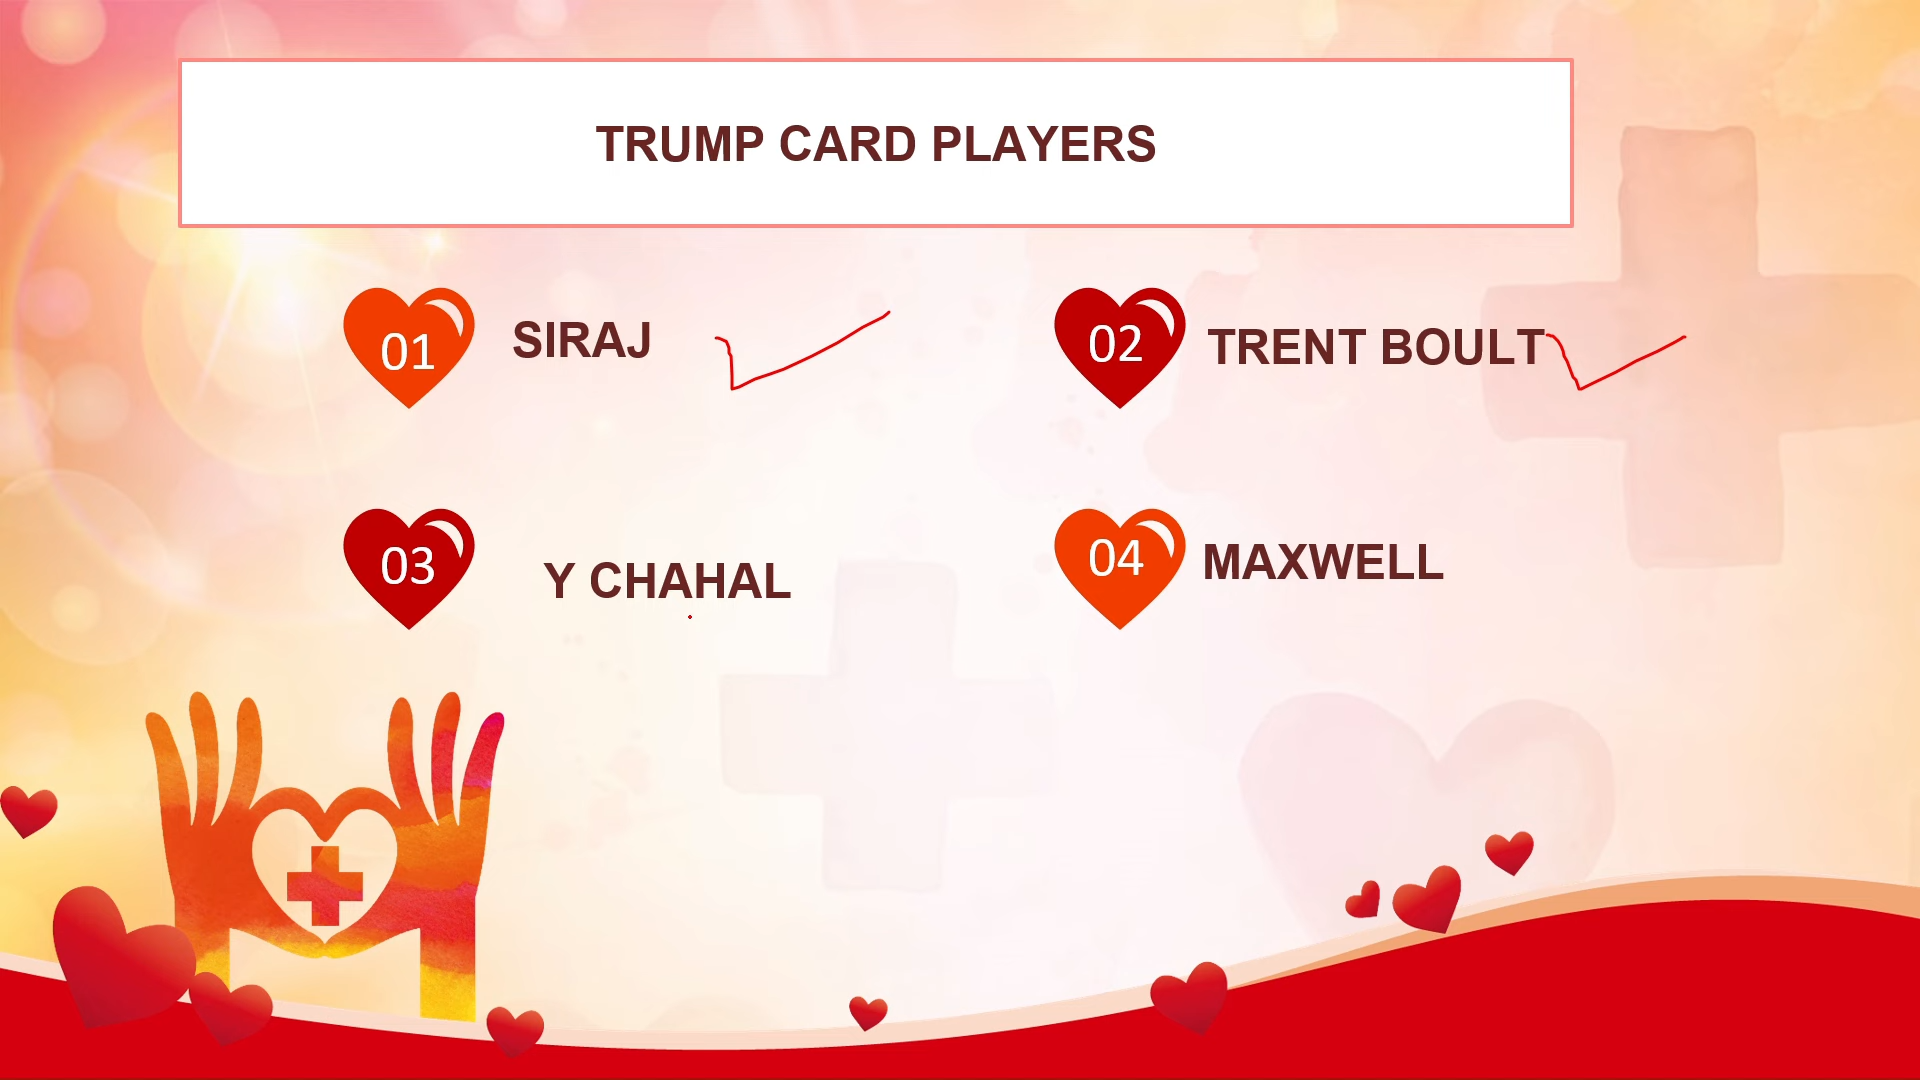 TRUMP CARD PLAYERS
01 SIRAJ
02 TRENT BOULT
03 Y CHAHAL
04 MAXWELL